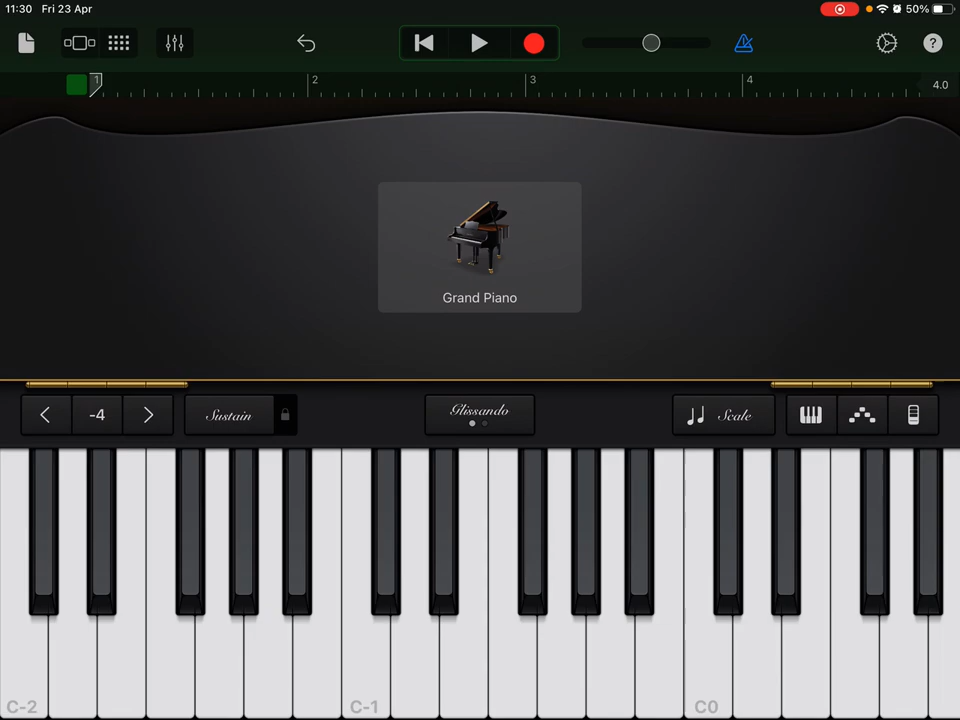 11:30 Fri 23 Apr
50%
?
1 2 3 4 4.0
Grand Piano
-4 Sustain Glissando Scale
C-2 C-1 C0